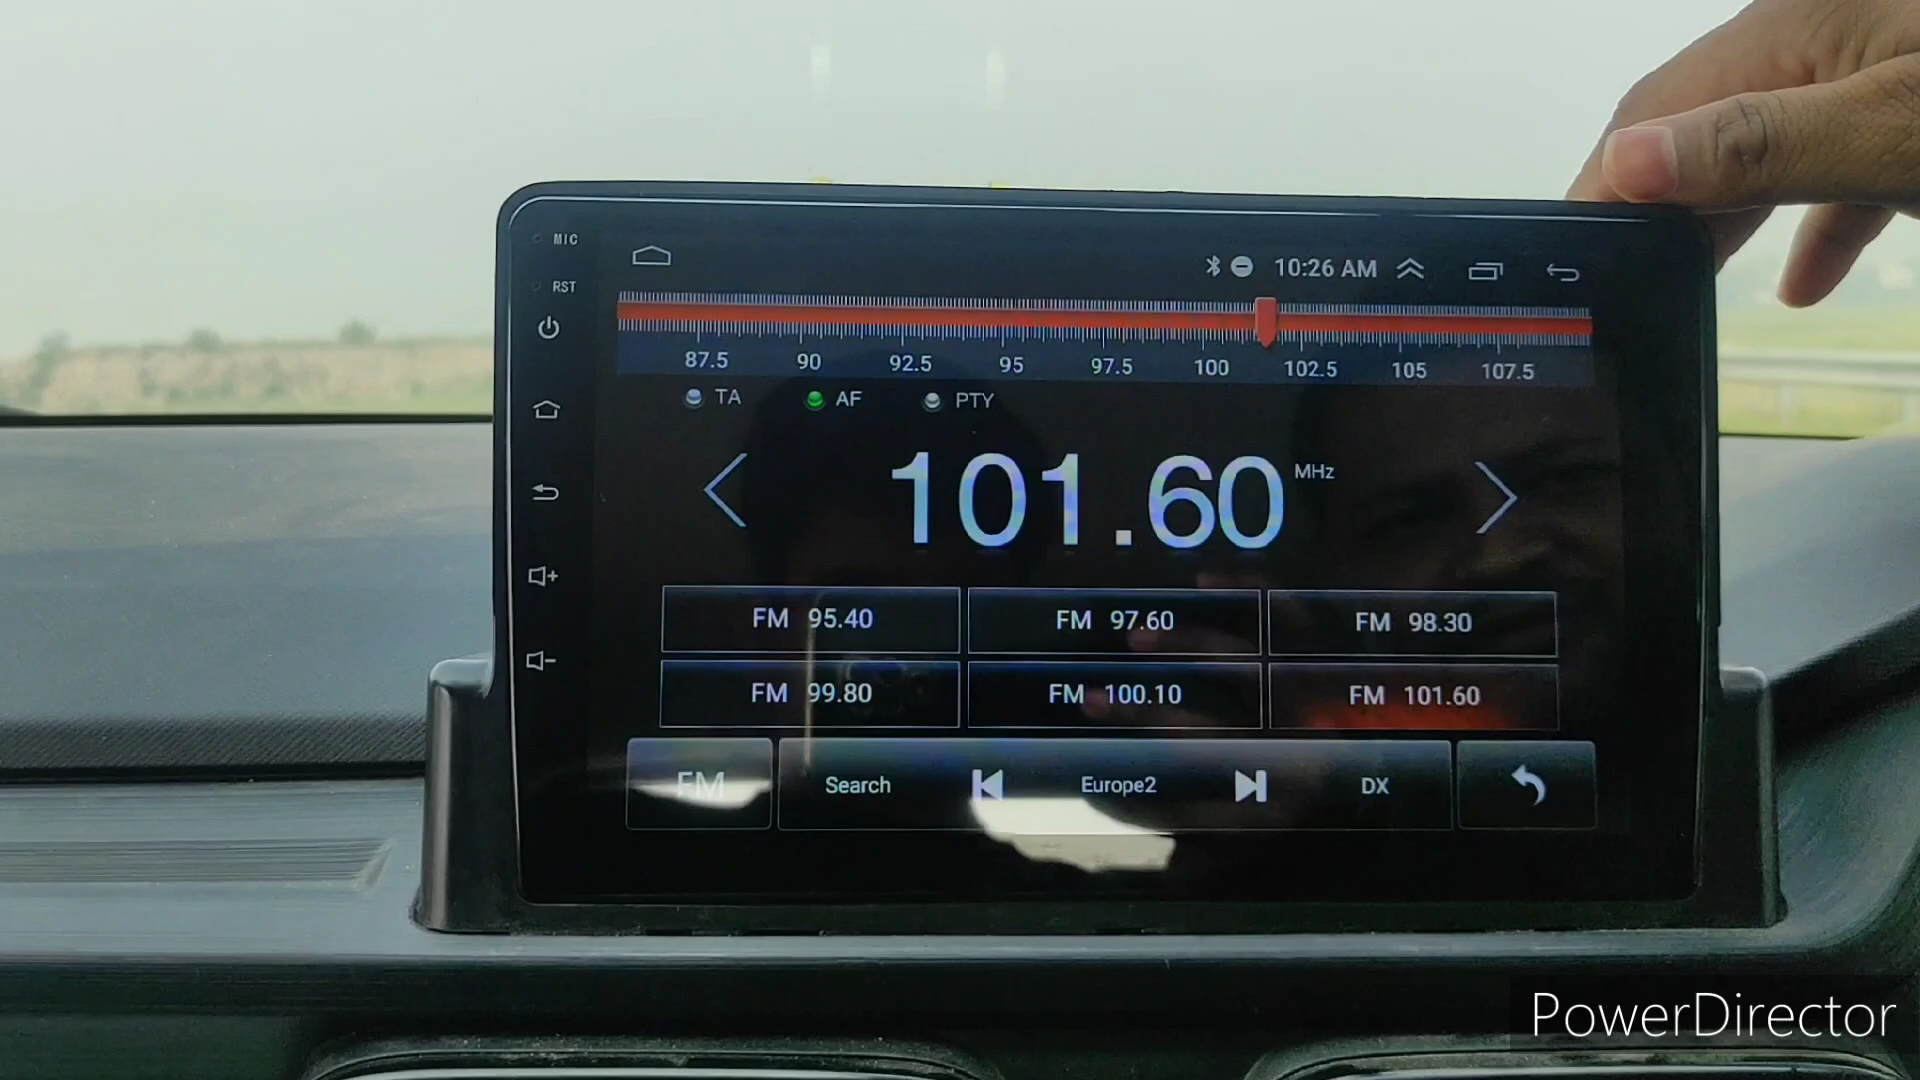 MIC
RST
10:26 AM
87.5 90 92.5 95 97.5 100 102.5 105 107.5
TA AF PTY
101.60 MHz
FM 95.40 FM 97.60 FM 98.30
FM 99.80 FM 100.10 FM 101.60
FM Search Europe2 DX
PowerDirector